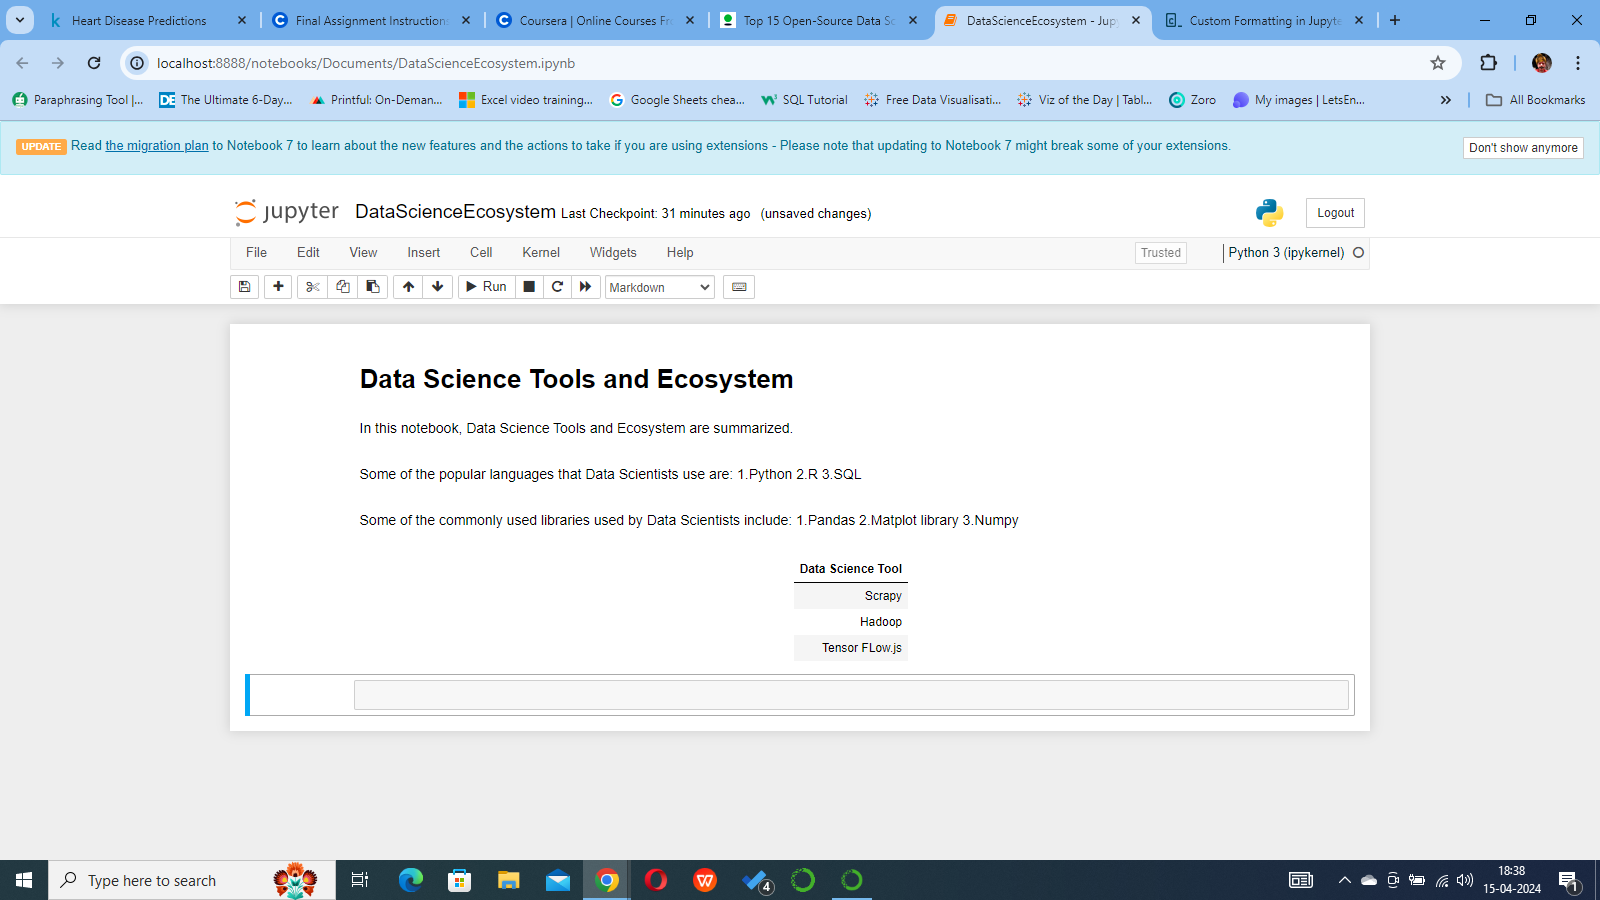 Heart Disease Predictions
Final Assignment Instructions
Coursera | Online Courses Fr
Top 15 Open-Source Data Sc
DataScienceEcosystem - Jup
Custom Formatting in Jupyte
localhost:8888/notebooks/Documents/DataScienceEcosystem.ipynb
Paraphrasing Tool |...
DE The Ultimate 6-Day...
Printful: On-Deman...
Excel video training...
Google Sheets chea...
SQL Tutorial
Free Data Visualisati...
Viz of the Day | Tabl...
Zoro
My images | LetsEn...
All Bookmarks
UPDATE Read the migration plan to Notebook 7 to learn about the new features and the actions to take if you are using extensions - Please note that updating to Notebook 7 might break some of your extensions.
Don't show anymore
jupyter DataScienceEcosystem Last Checkpoint: 31 minutes ago (unsaved changes)
Logout
File Edit View Insert Cell Kernel Widgets Help
Trusted
Python 3 (ipykernel)
Run
Markdown
Data Science Tools and Ecosystem
In this notebook, Data Science Tools and Ecosystem are summarized.
Some of the popular languages that Data Scientists use are: 1.Python 2.R 3.SQL
Some of the commonly used libraries used by Data Scientists include: 1.Pandas 2.Matplot library 3.Numpy
Data Science Tool
Scrapy
Hadoop
Tensor FLow.js
Type here to search
4
18:38
15-04-2024
1